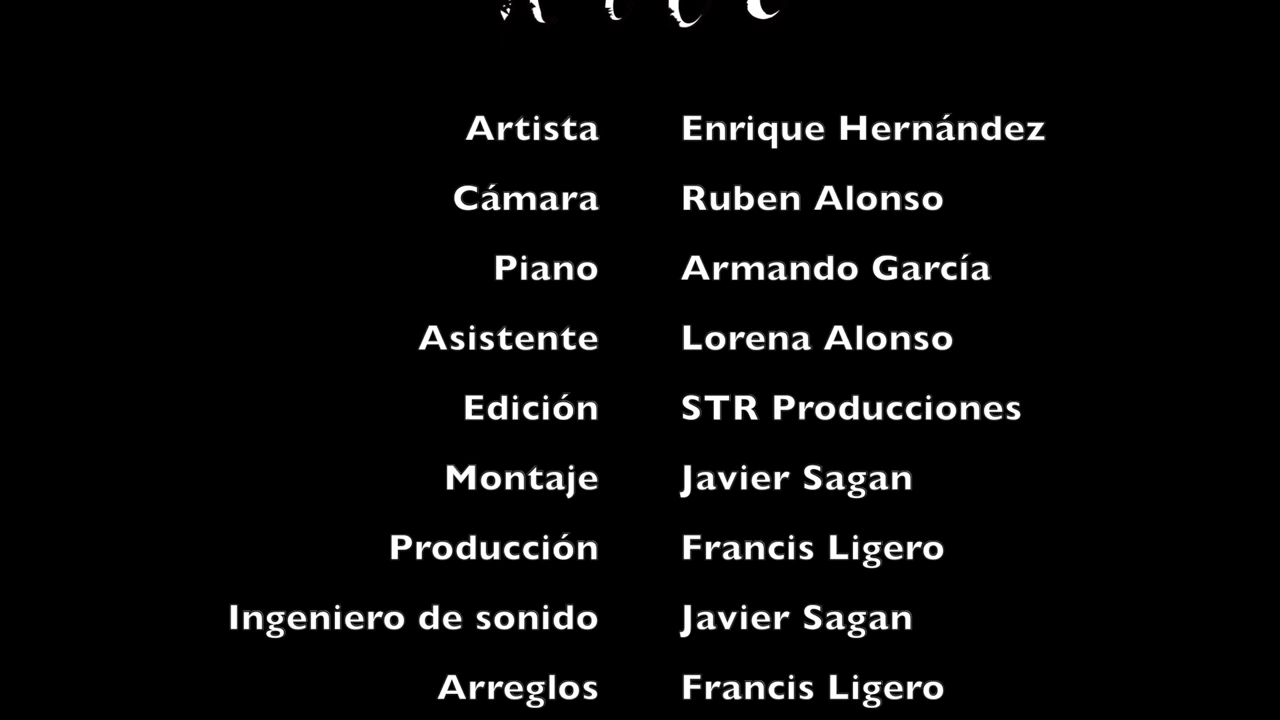 Artista Enrique Hernández
Cámara Ruben Alonso
Piano Armando García
Asistente Lorena Alonso
Edición STR Producciones
Montaje Javier Sagan
Producción Francis Ligero
Ingeniero de sonido Javier Sagan
Arreglos Francis Ligero